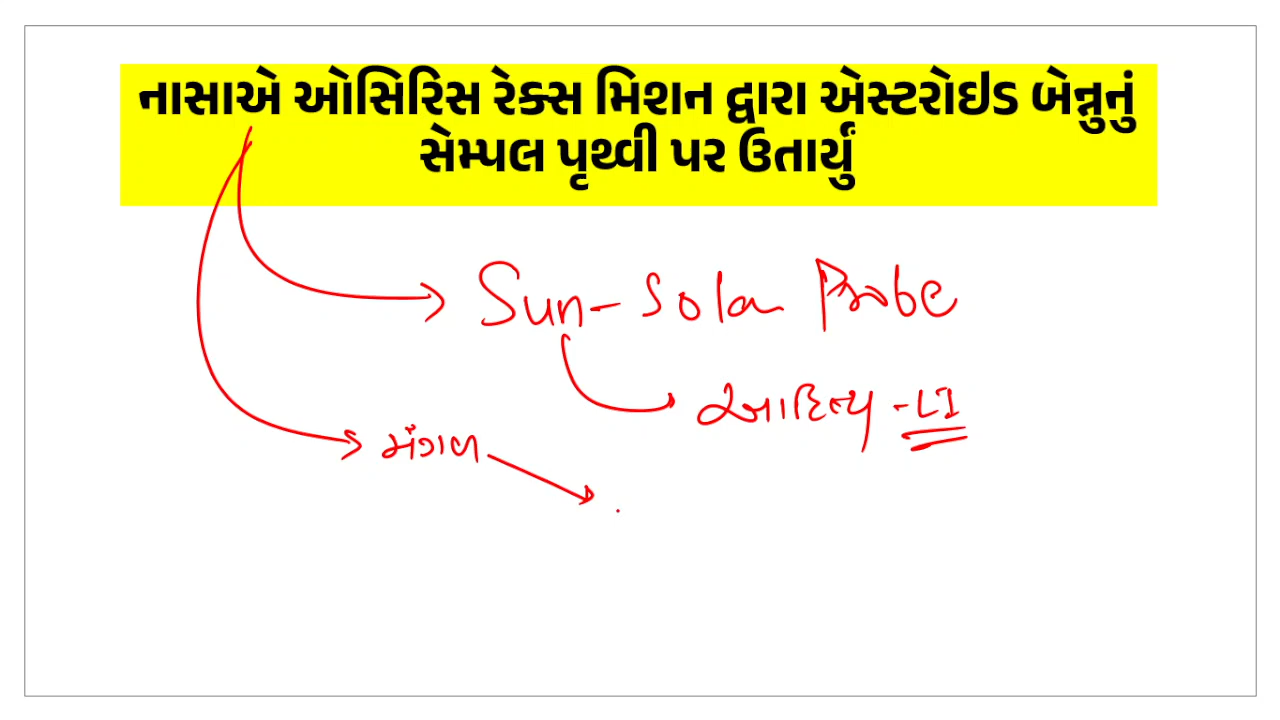 નાસાએ ઓસિરિસ રેક્સ મિશન દ્વારા એસ્ટરોઇડ બેન્નુનું
સેમ્પલ પૃથ્વી પર ઉતાર્યું
Sun - Solar Probe
આદિત્ય - L1
મંગળ